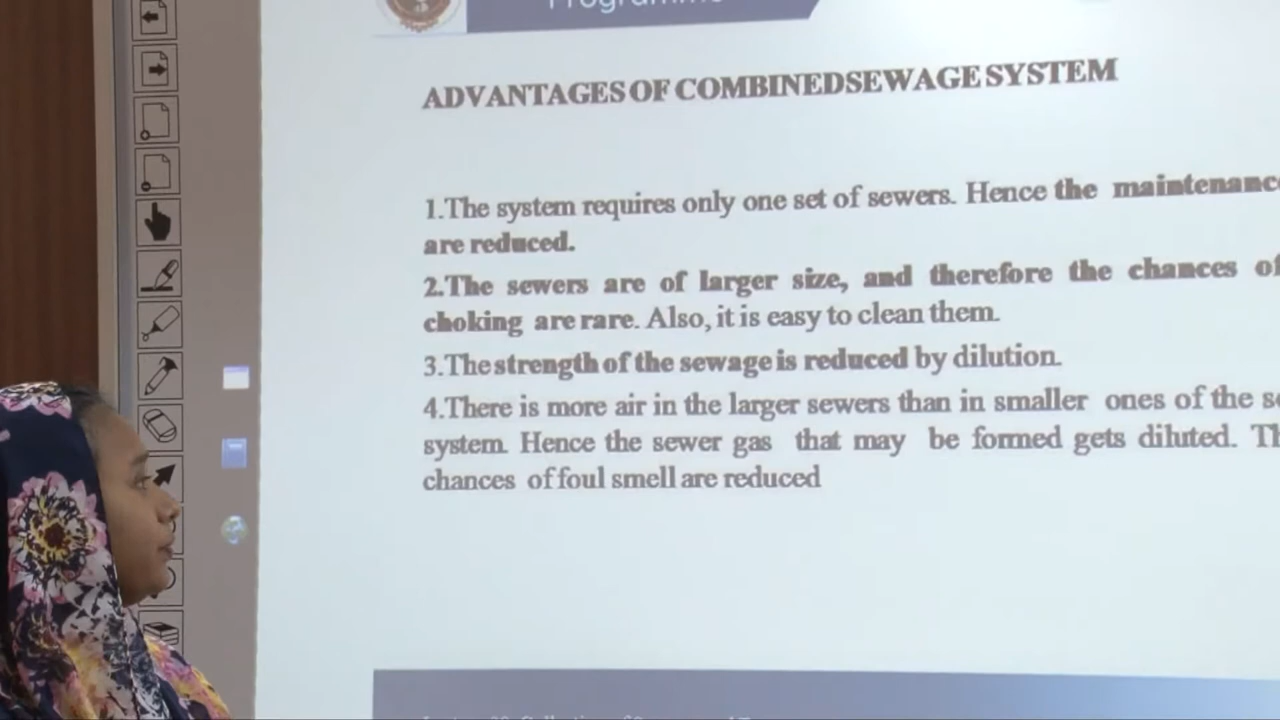 Programme
ADVANTAGES OF COMBINEDSEWAGE SYSTEM
1.The system requires only one set of sewers. Hence the maintenance
are reduced.
2.The sewers are of larger size, and therefore the chances of
choking are rare. Also, it is easy to clean them.
3.The strength of the sewage is reduced by dilution.
4.There is more air in the larger sewers than in smaller ones of the
system. Hence the sewer gas that may be formed gets diluted.
chances of foul smell are reduced